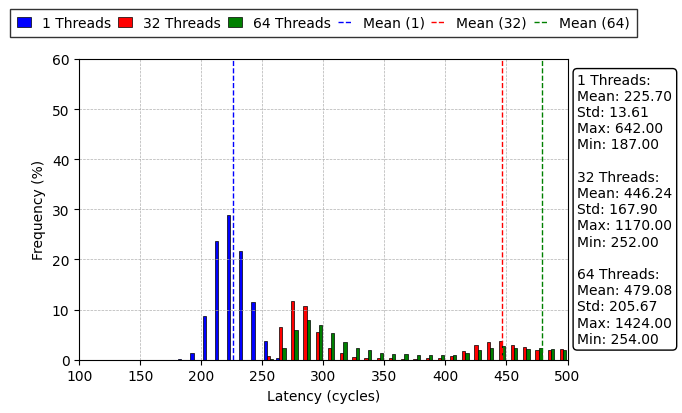 1 Threads 32 Threads 64 Threads Mean (1) Mean (32) Mean (64)
60
50
40
30
20
10
0
Frequency (%)
100 150 200 250 300 350 400 450 500
Latency (cycles)
1 Threads:
Mean: 225.70
Std: 13.61
Max: 642.00
Min: 187.00
32 Threads:
Mean: 446.24
Std: 167.90
Max: 1170.00
Min: 252.00
64 Threads:
Mean: 479.08
Std: 205.67
Max: 1424.00
Min: 254.00